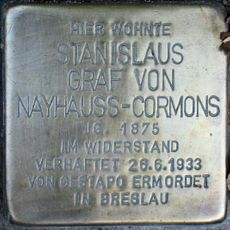 HIER WOHNTE
STANISLAUS
GRAF VON
NAYHAUSS-CORMONS
JG. 1875
IM WIDERSTAND
VERHAFTET 26.6.1933
VON GESTAPO ERMORDET
IN BRESLAU